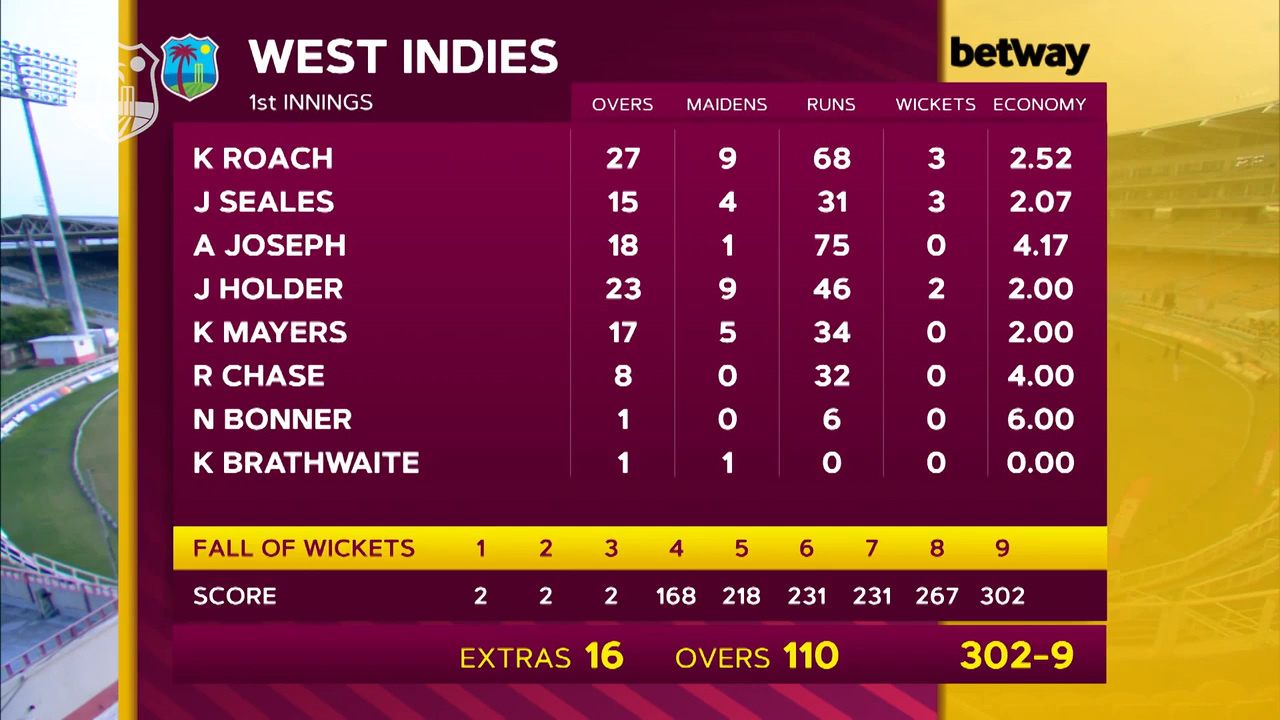 WEST INDIES
betway
1st INNINGS
OVERS MAIDENS RUNS WICKETS ECONOMY
K ROACH 27 9 68 3 2.52
J SEALES 15 4 31 3 2.07
A JOSEPH 18 1 75 0 4.17
J HOLDER 23 9 46 2 2.00
K MAYERS 17 5 34 0 2.00
R CHASE 8 0 32 0 4.00
N BONNER 1 0 6 0 6.00
K BRATHWAITE 1 1 0 0 0.00
FALL OF WICKETS 1 2 3 4 5 6 7 8 9
SCORE 2 2 2 168 218 231 231 267 302
EXTRAS 16 OVERS 110 302-9